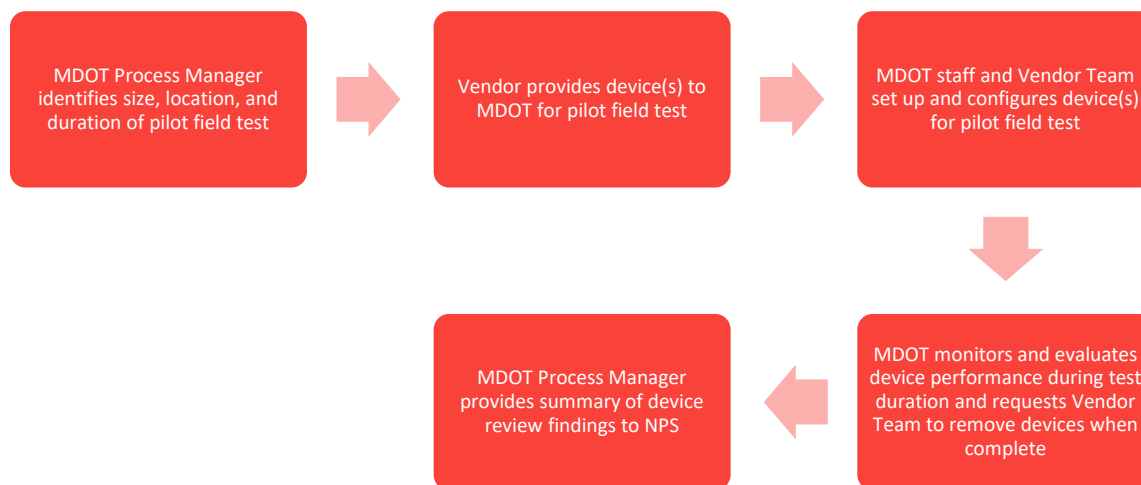 MDOT Process Manager
identifies size, location, and
duration of pilot field test
Vendor provides device(s) to
MDOT for pilot field test
MDOT staff and Vendor Team
set up and configures device(s)
for pilot field test
MDOT monitors and evaluates
device performance during test
duration and requests Vendor
Team to remove devices when
complete
MDOT Process Manager
provides summary of device
review findings to NPS